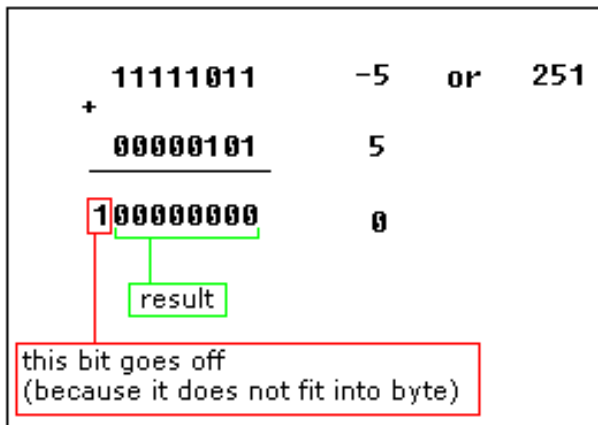 11111011 -5 or 251
+
00000101 5
100000000 0
result
this bit goes off
(because it does not fit into byte)